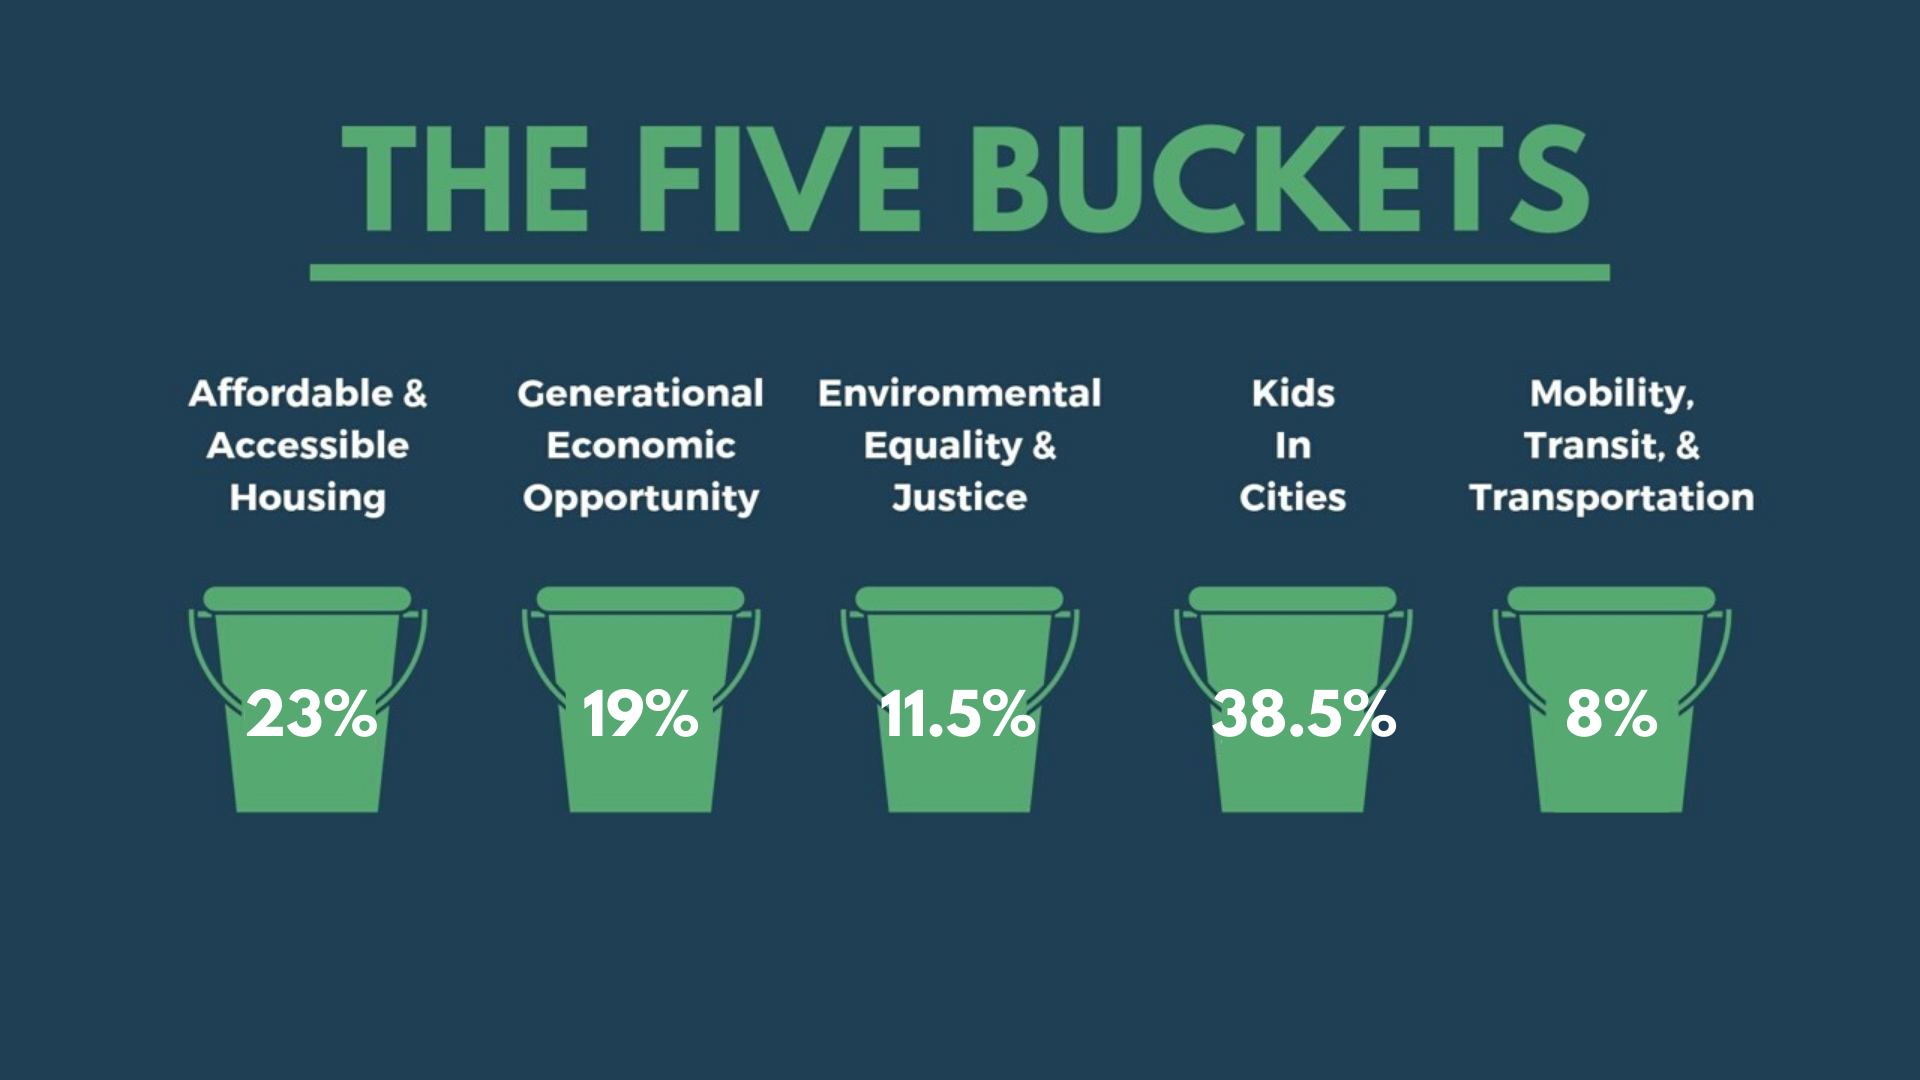 THE FIVE BUCKETS
Affordable &
Accessible
Housing
Generational
Economic
Opportunity
Environmental
Equality &
Justice
Kids
In
Cities
Mobility,
Transit, &
Transportation
23%
19%
11.5%
38.5%
8%